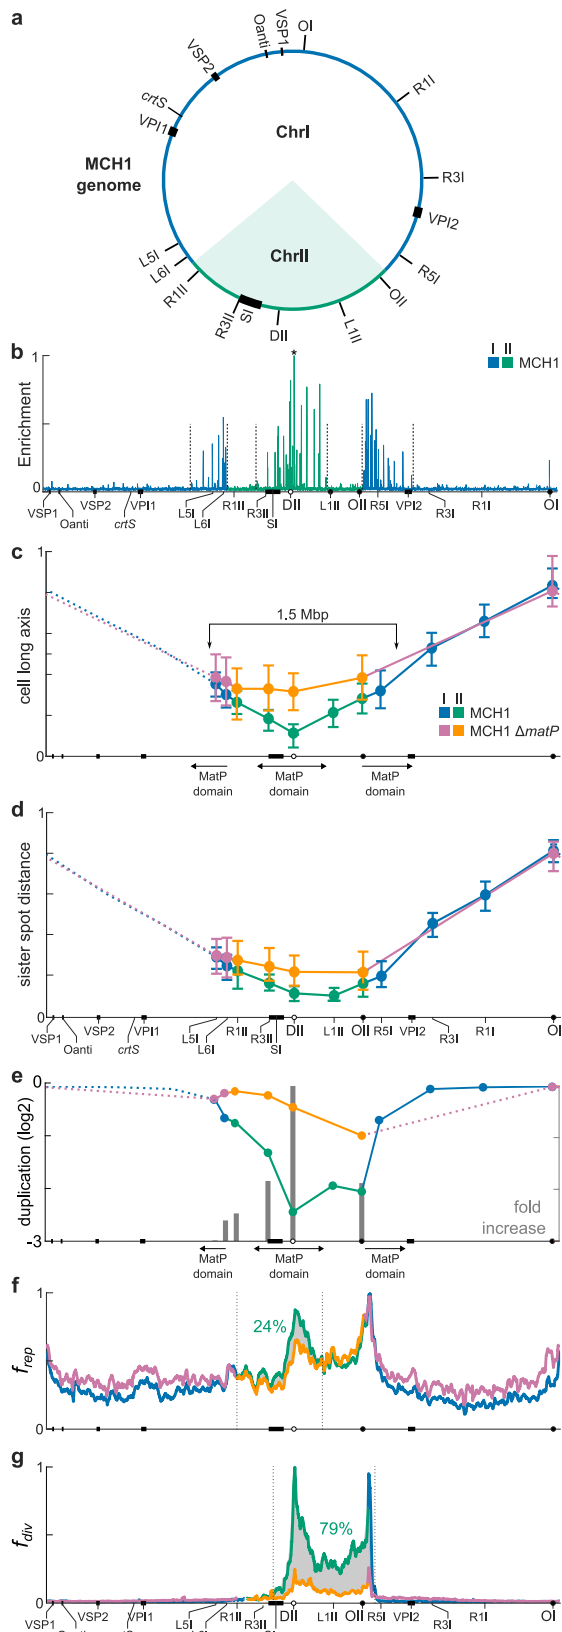 a
OI
VSP1
Oanti
VSP2
crtS
VPI1
R1I
ChrI
MCH1
genome
R3I
VPI2
ChrII
L5I
L6I
R1II
R5I
OII
R3II
SI
DII
L1II
b
I II
MCH1
1
*
Enrichment
0
VSP1 Oanti VSP2 crtS VPI1 L5I L6I R1II R3II SI DII L1II OII R5I VPI2 R3I R1I OI
c
1
1.5 Mbp
cell long axis
I II
MCH1
MCH1 ΔmatP
0
MatP domain
MatP domain
MatP domain
d
1
sister spot distance
0
VSP1 Oanti VSP2 crtS VPI1 L5I L6I R1II R3II SI DII L1II OII R5I VPI2 R3I R1I OI
e
0
duplication (log2)
fold
increase
-3
MatP domain
MatP domain
MatP domain
f
1
24%
frep
0
g
1
79%
fdiv
0
VSP1 VSP2 VPI1 L5I R1II R3II DII L1II OII R5I VPI2 R3I R1I OI